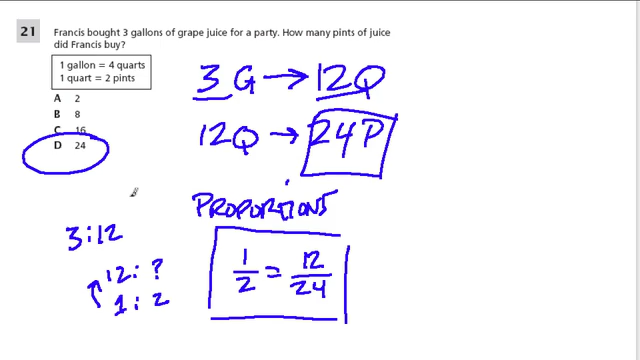 21 Francis bought 3 gallons of grape juice for a party. How many pints of juice
did Francis buy?
1 gallon = 4 quarts
1 quart = 2 pints
A 2
B 8
C 16
D 24
3 G → 12Q
12Q → 24 P
PROPORTIONS
3:12
12: ?
1 : 2
1/2 = 12/24